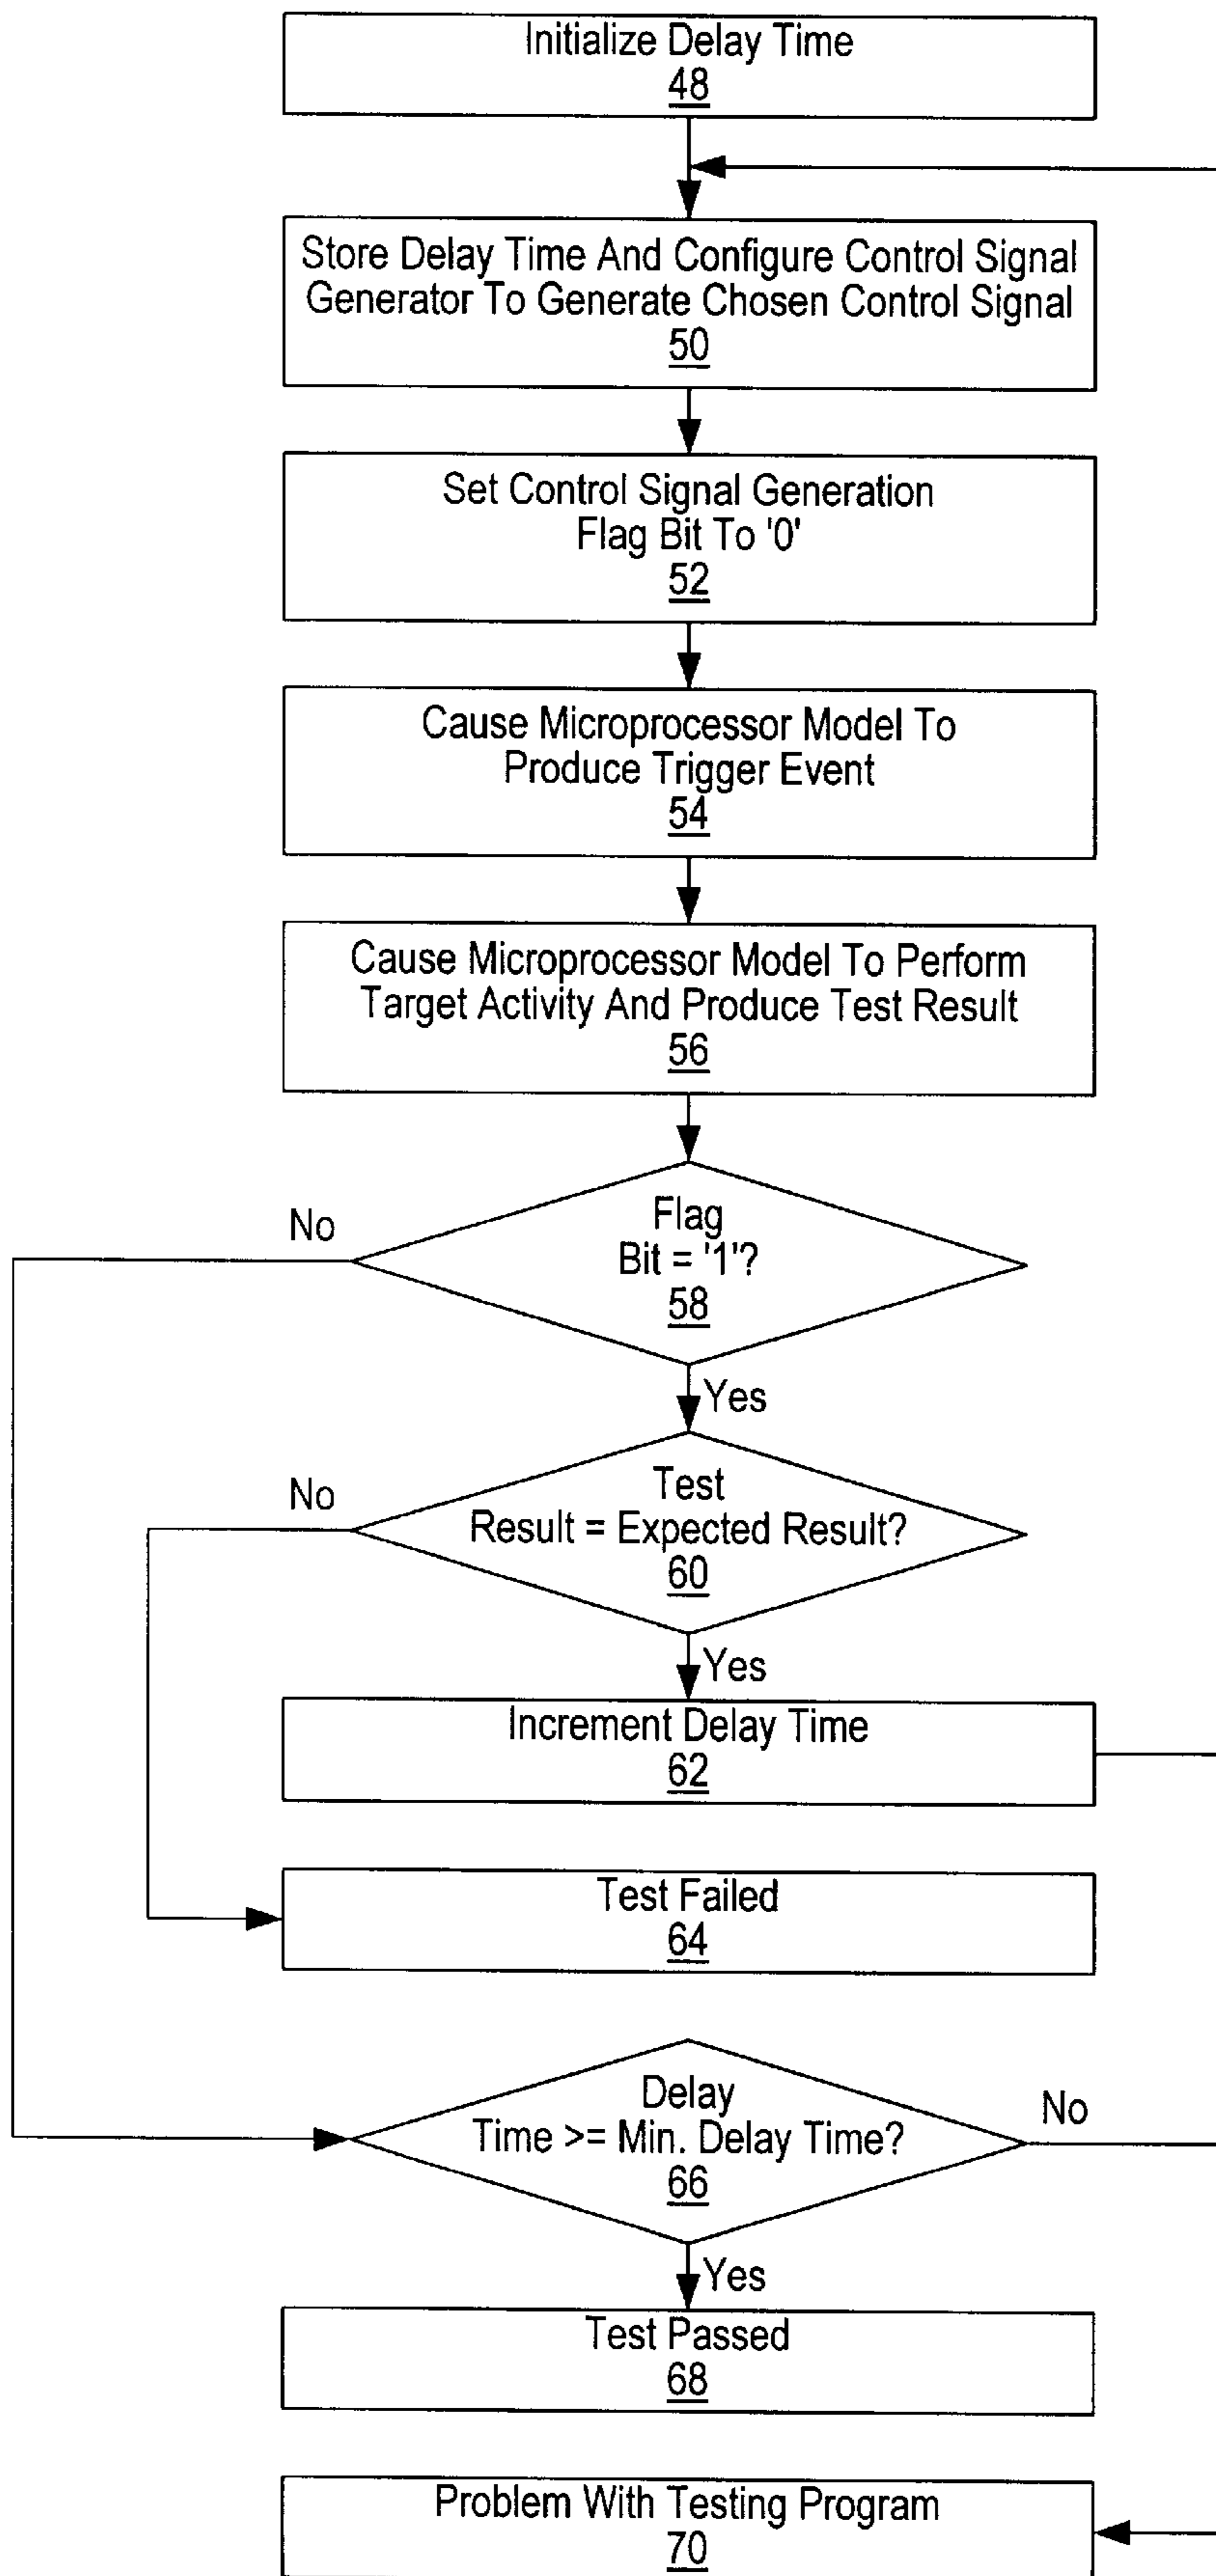 Initialize Delay Time
48
Store Delay Time And Configure Control Signal
Generator To Generate Chosen Control Signal
50
Set Control Signal Generation
Flag Bit To '0'
52
Cause Microprocessor Model To
Produce Trigger Event
54
Cause Microprocessor Model To Perform
Target Activity And Produce Test Result
56
No
Flag
Bit = '1'?
58
Yes
No
Test
Result = Expected Result?
60
Yes
Increment Delay Time
62
Test Failed
64
Delay
Time >= Min. Delay Time?
66
No
Yes
Test Passed
68
Problem With Testing Program
70